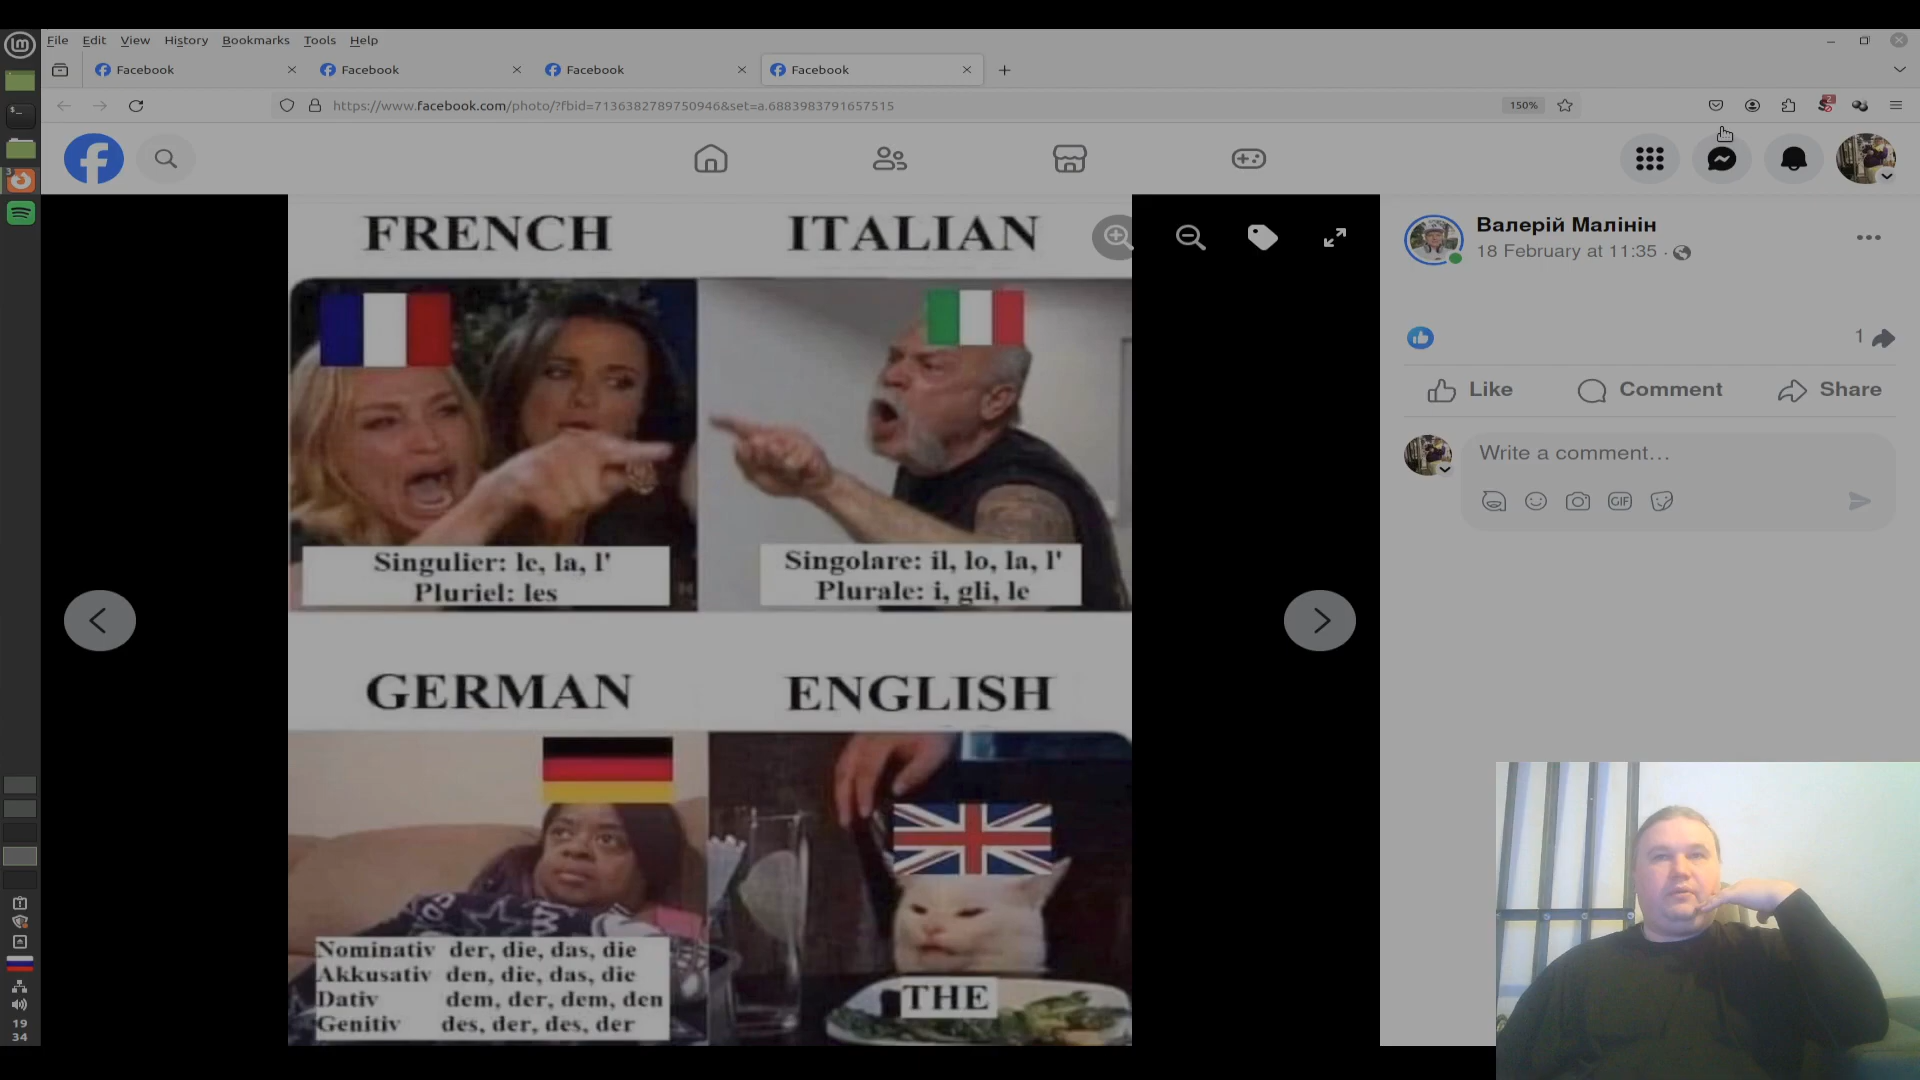 File Edit View History Bookmarks Tools Help
Facebook Facebook Facebook Facebook
https://www.facebook.com/photo/?fbid=7136382789750946&set=a.6883983791657515 150%
FRENCH ITALIAN
Singulier: le, la, l'
Pluriel: les
Singolare: il, lo, la, l'
Plurale: i, gli, le
GERMAN ENGLISH
Nominativ der, die, das, die
Akkusativ den, die, das, die
Dativ dem, der, dem, den
Genitiv des, der, des, der
THE
Валерій Малінін
18 February at 11:35 ·
1
Like Comment Share
Write a comment…
GIF
19
34